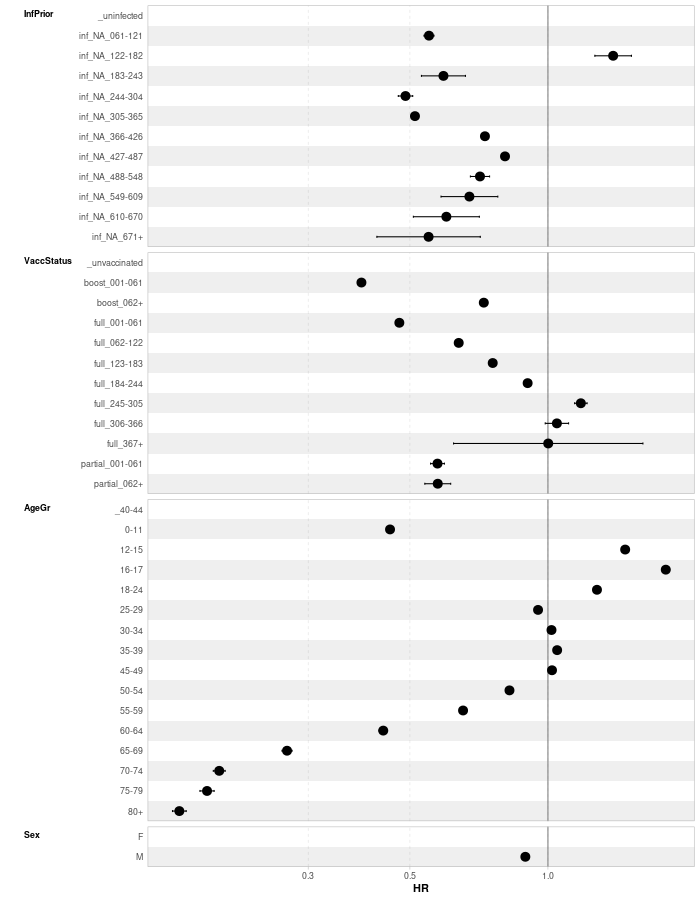 InfPrior _uninfected
inf_NA_061-121
inf_NA_122-182
inf_NA_183-243
inf_NA_244-304
inf_NA_305-365
inf_NA_366-426
inf_NA_427-487
inf_NA_488-548
inf_NA_549-609
inf_NA_610-670
inf_NA_671+
VaccStatus _unvaccinated
boost_001-061
boost_062+
full_001-061
full_062-122
full_123-183
full_184-244
full_245-305
full_306-366
full_367+
partial_001-061
partial_062+
AgeGr _40-44
0-11
12-15
16-17
18-24
25-29
30-34
35-39
45-49
50-54
55-59
60-64
65-69
70-74
75-79
80+
Sex F
M
0.3 0.5 1.0
HR